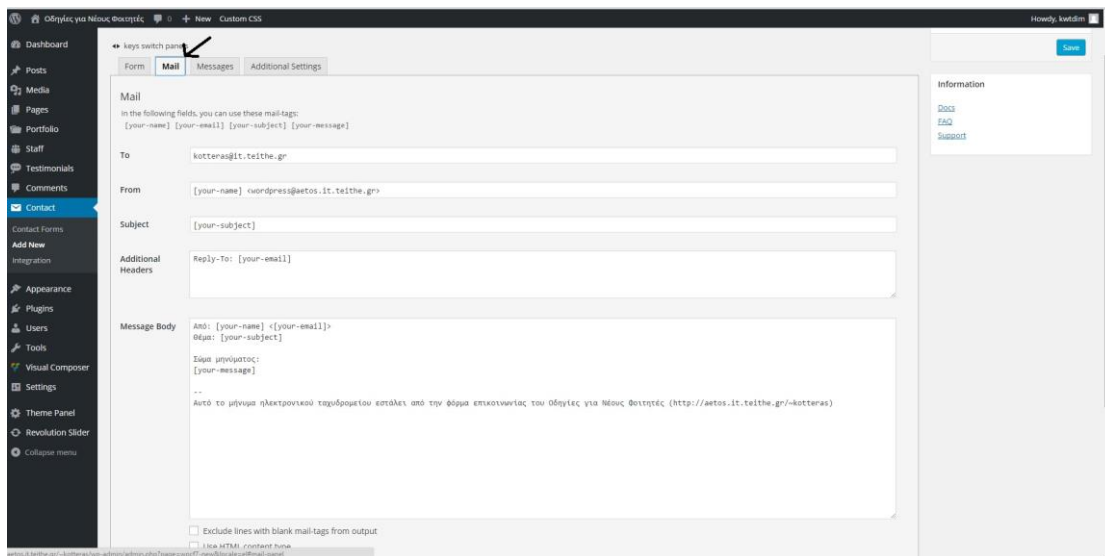 Οδηγίες για Νέους Φοιτητές 0 + New Custom CSS Howdy, kwtdim
Dashboard
Posts
Media
Pages
Portfolio
Staff
Testimonials
Comments
Contact
Contact Forms
Add New
Integration
Appearance
Plugins
Users
Tools
Visual Composer
Settings
Theme Panel
Revolution Slider
Collapse menu
keys switch panels
Form Mail Messages Additional Settings
Mail
In the following fields, you can use these mail-tags:
[your-name] [your-email] [your-subject] [your-message]
To kotteras@it.teithe.gr
From [your-name] <wordpress@aetos.it.teithe.gr>
Subject [your-subject]
Additional Headers Reply-To: [your-email]
Message Body Από: [your-name] <[your-email]>
Θέμα: [your-subject]
Σώμα μηνύματος:
[your-message]
--
Αυτό το μήνυμα ηλεκτρονικού ταχυδρομείου εστάλει από την φόρμα επικοινωνίας του Οδηγίες για Νέους Φοιτητές (http://aetos.it.teithe.gr/~kotteras)
Exclude lines with blank mail-tags from output
Use HTML content type
Save
Information
Docs
FAQ
Support